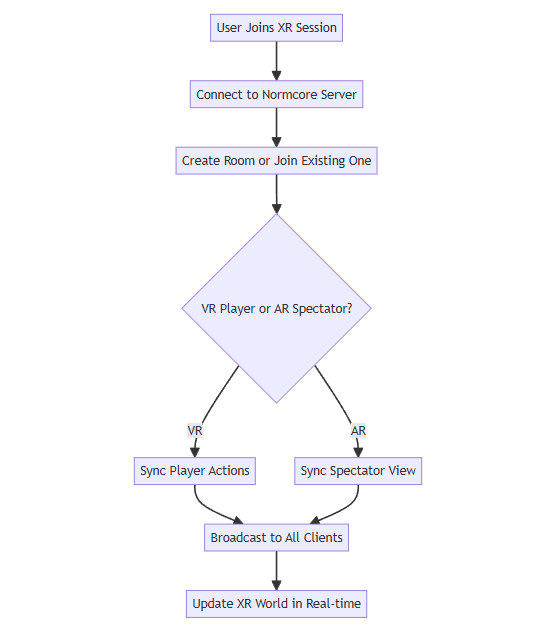 User Joins XR Session
Connect to Normcore Server
Create Room or Join Existing One
VR Player or AR Spectator?
VR
AR
Sync Player Actions
Sync Spectator View
Broadcast to All Clients
Update XR World in Real-time